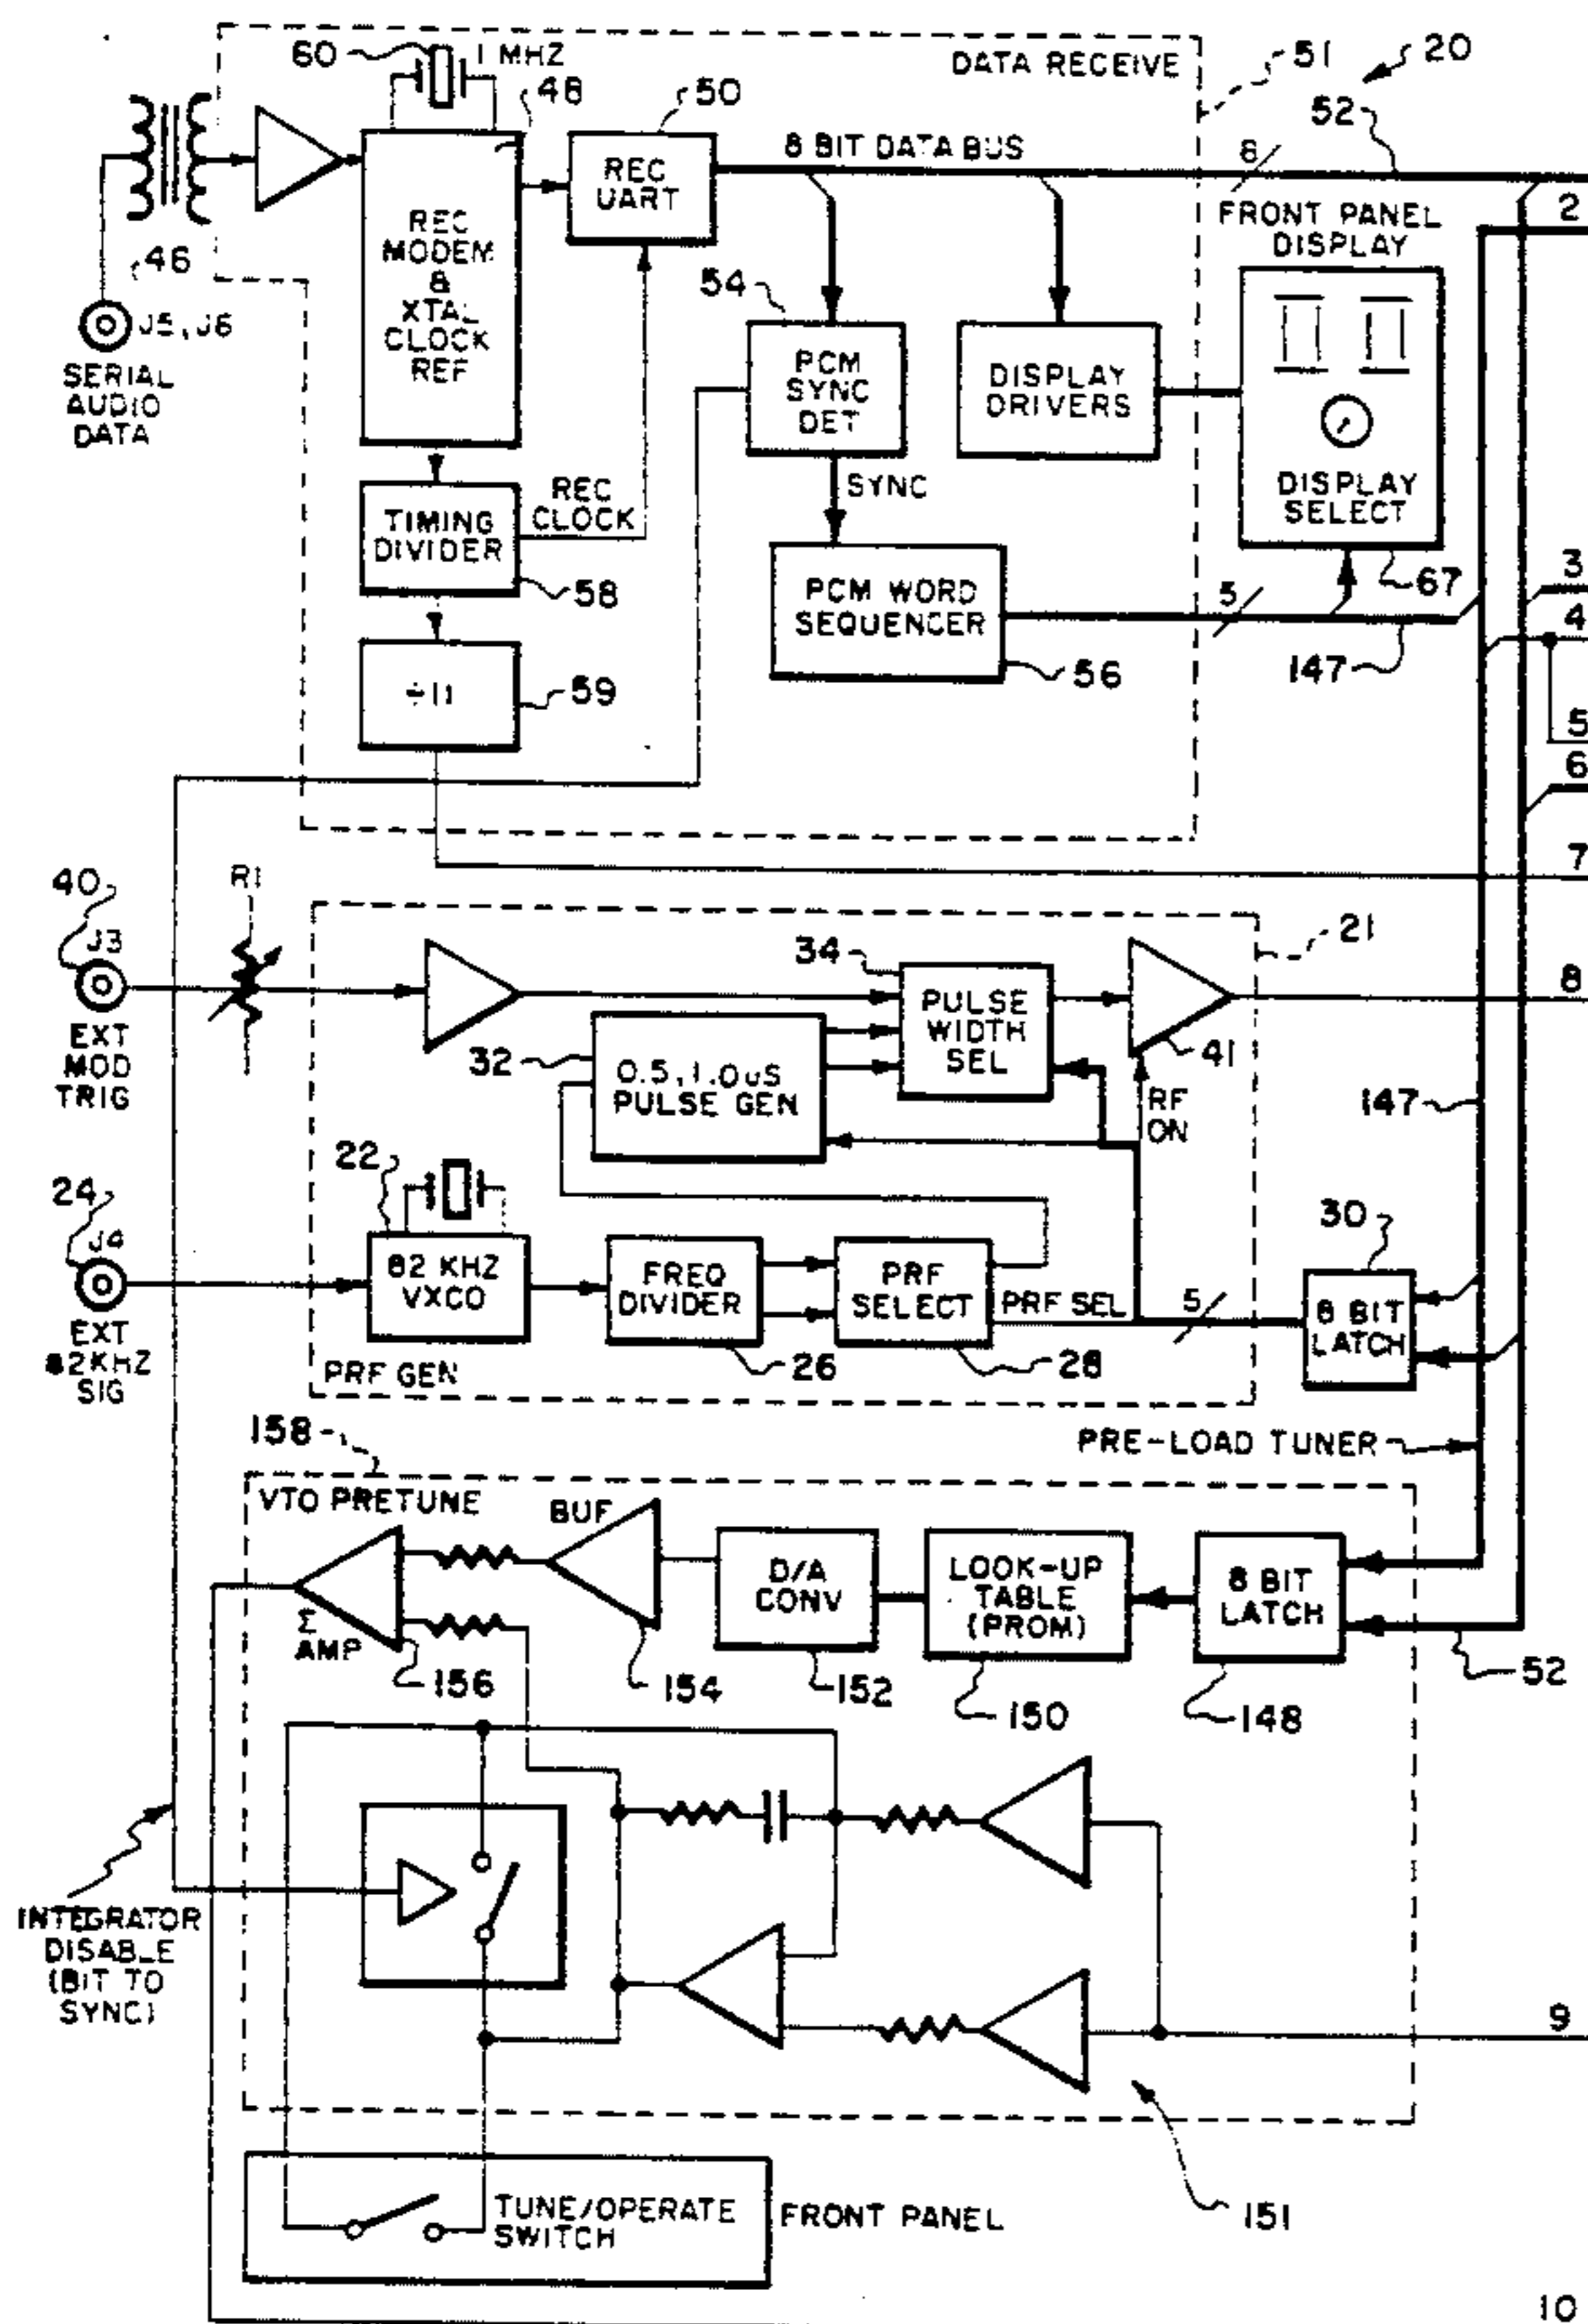 60
1 MHZ
DATA RECEIVE
51
20
48
50
52
8 BIT DATA BUS
8
REC
UART
REC
MODEM
&
XTAL
CLOCK
REF
46
J5, J6
SERIAL
AUDIO
DATA
FRONT PANEL
DISPLAY
2
54
PCM
SYNC
DET
DISPLAY
DRIVERS
DISPLAY
SELECT
67
SYNC
REC
CLOCK
TIMING
DIVIDER
58
PCM WORD
SEQUENCER
56
5
147
3
4
5
6
7
÷11
59
40
J3
R1
EXT
MOD
TRIG
21
34
PULSE
WIDTH
SEL
41
8
32
0.5, 1.0uS
PULSE GEN
RF
ON
147
24
J4
EXT
82KHZ
SIG
22
82 KHZ
VXCO
FREQ
DIVIDER
26
PRF
SELECT
28
PRF SEL
5
30
8 BIT
LATCH
PRF GEN
PRE-LOAD TUNER
158
VTO PRETUNE
BUF
Σ
AMP
156
154
D/A
CONV
152
LOOK-UP
TABLE
(PROM)
150
8 BIT
LATCH
148
52
INTEGRATOR
DISABLE
(BIT TO
SYNC)
9
151
TUNE/OPERATE
SWITCH
FRONT PANEL
10